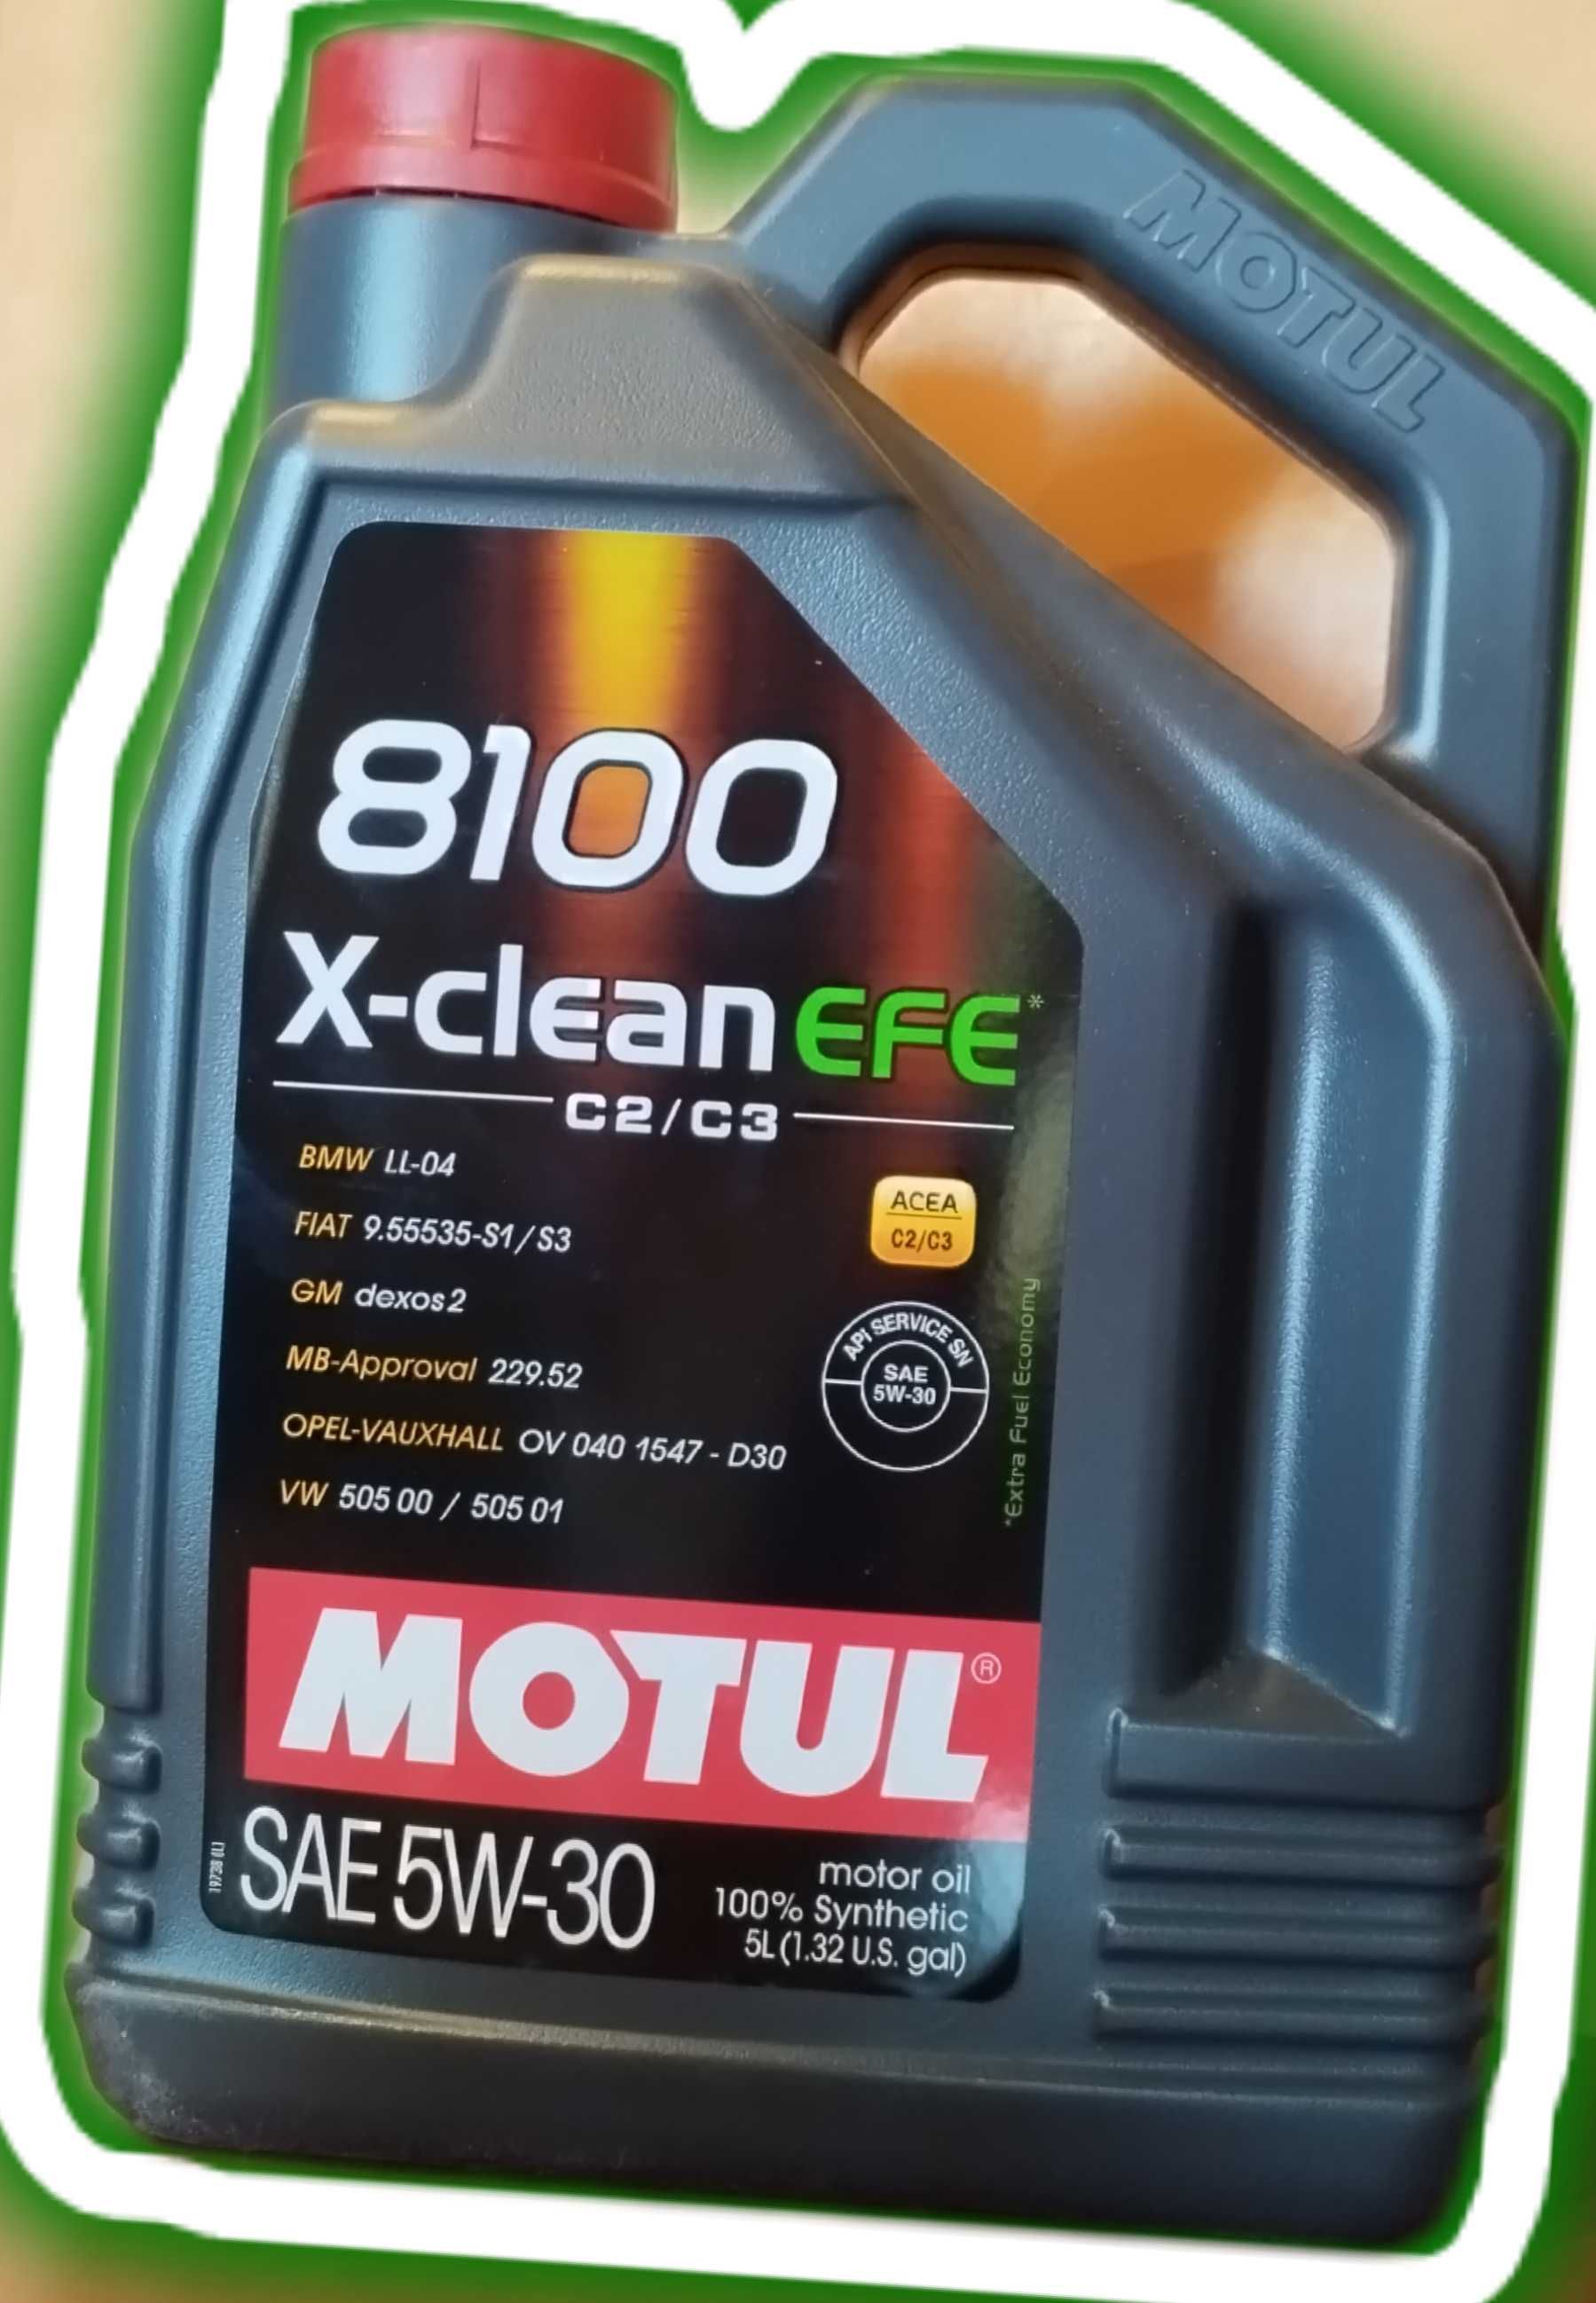 MOTUL
8100
X-clean EFE*
C2/C3
BMW LL-04
FIAT 9.55535-S1/S3
GM dexos2
MB-Approval 229.52
OPEL-VAUXHALL OV 040 1547 - D30
VW 505 00 / 505 01
ACEA
C2/C3
API SERVICE SN
SAE
5W-30
*Extra Fuel Economy
MOTUL®
SAE 5W-30
motor oil
100% Synthetic
5L (1.32 U.S. gal)
19738 (L)